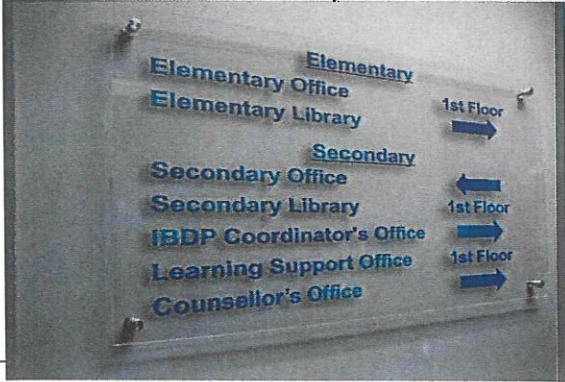 Elementary
Elementary Office
Elementary Library 1st Floor
Secondary
Secondary Office
Secondary Library 1st Floor
IBDP Coordinator's Office
Learning Support Office 1st Floor
Counsellor's Office